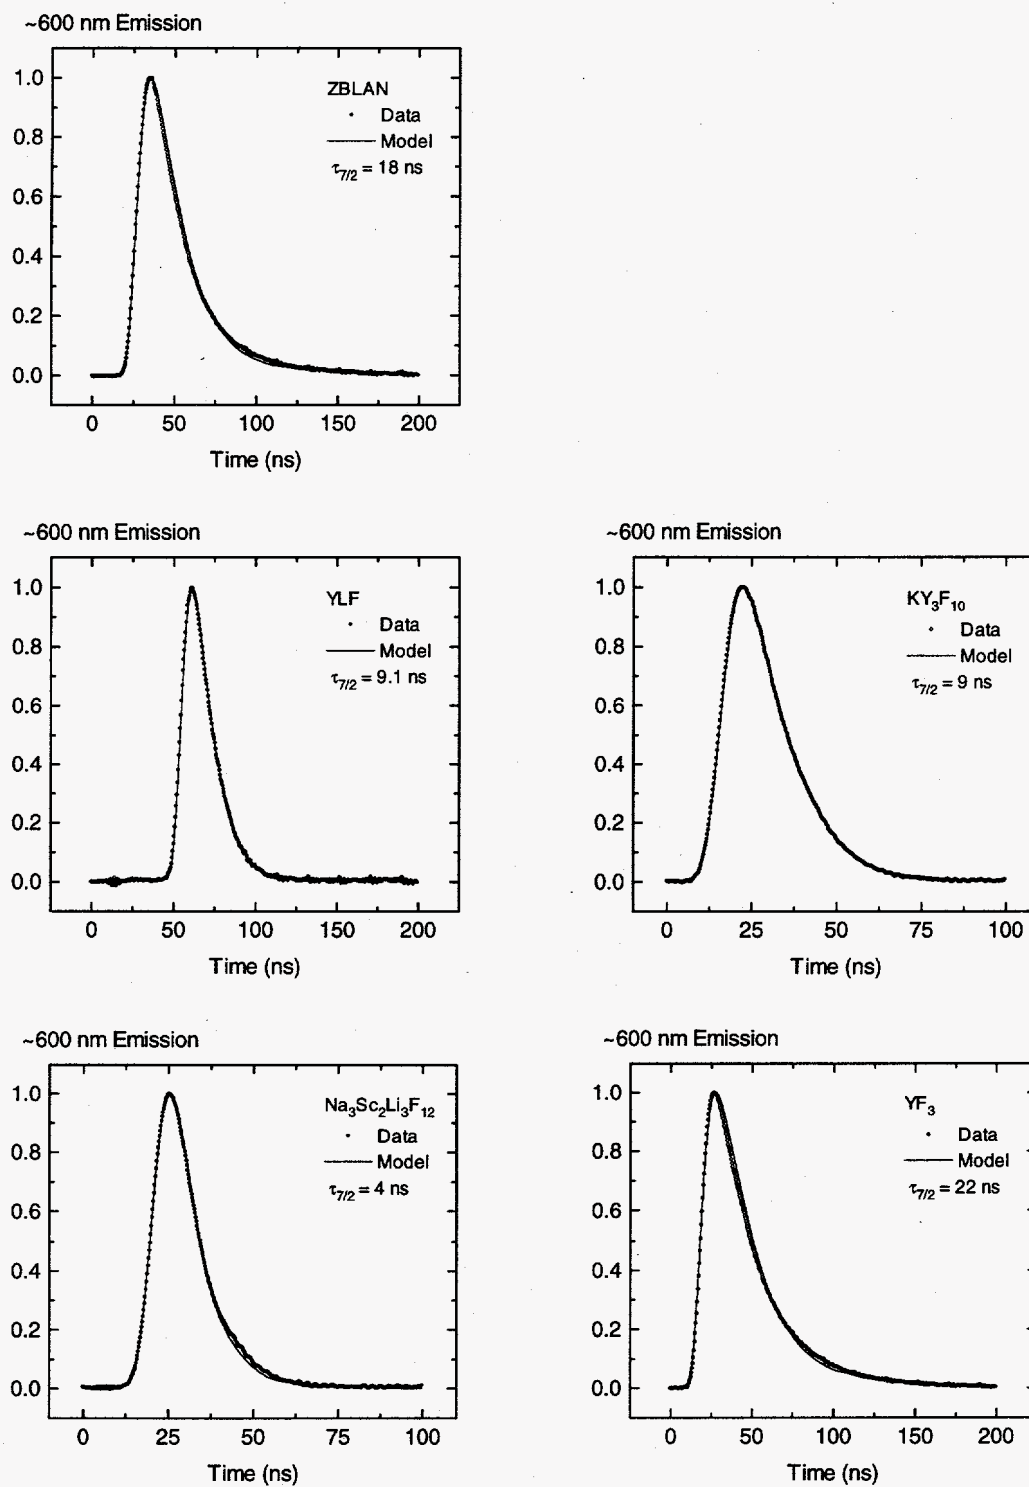 ~600 nm Emission
1.0
0.8
0.6
0.4
0.2
0.0
ZBLAN
Data
Model
τ7/2 = 18 ns
0 50 100 150 200
Time (ns)
~600 nm Emission
1.0
0.8
0.6
0.4
0.2
0.0
YLF
Data
Model
τ7/2 = 9.1 ns
0 50 100 150 200
Time (ns)
~600 nm Emission
1.0
0.8
0.6
0.4
0.2
0.0
KY3F10
Data
Model
τ7/2 = 9 ns
0 25 50 75 100
Time (ns)
~600 nm Emission
1.0
0.8
0.6
0.4
0.2
0.0
Na3Sc2Li3F12
Data
Model
τ7/2 = 4 ns
0 25 50 75 100
Time (ns)
~600 nm Emission
1.0
0.8
0.6
0.4
0.2
0.0
YF3
Data
Model
τ7/2 = 22 ns
0 50 100 150 200
Time (ns)